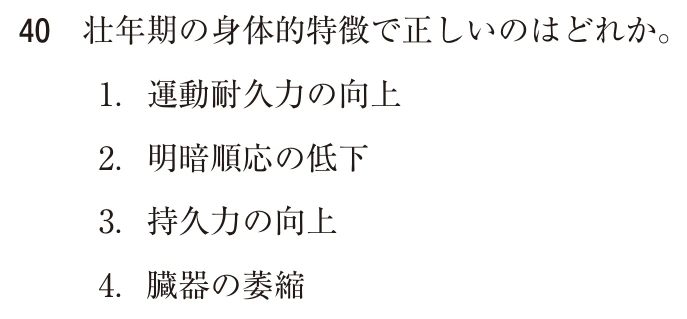 40 壮年期の身体的特徴で正しいのはどれか。
1. 運動耐久力の向上
2. 明暗順応の低下
3. 持久力の向上
4. 臓器の萎縮